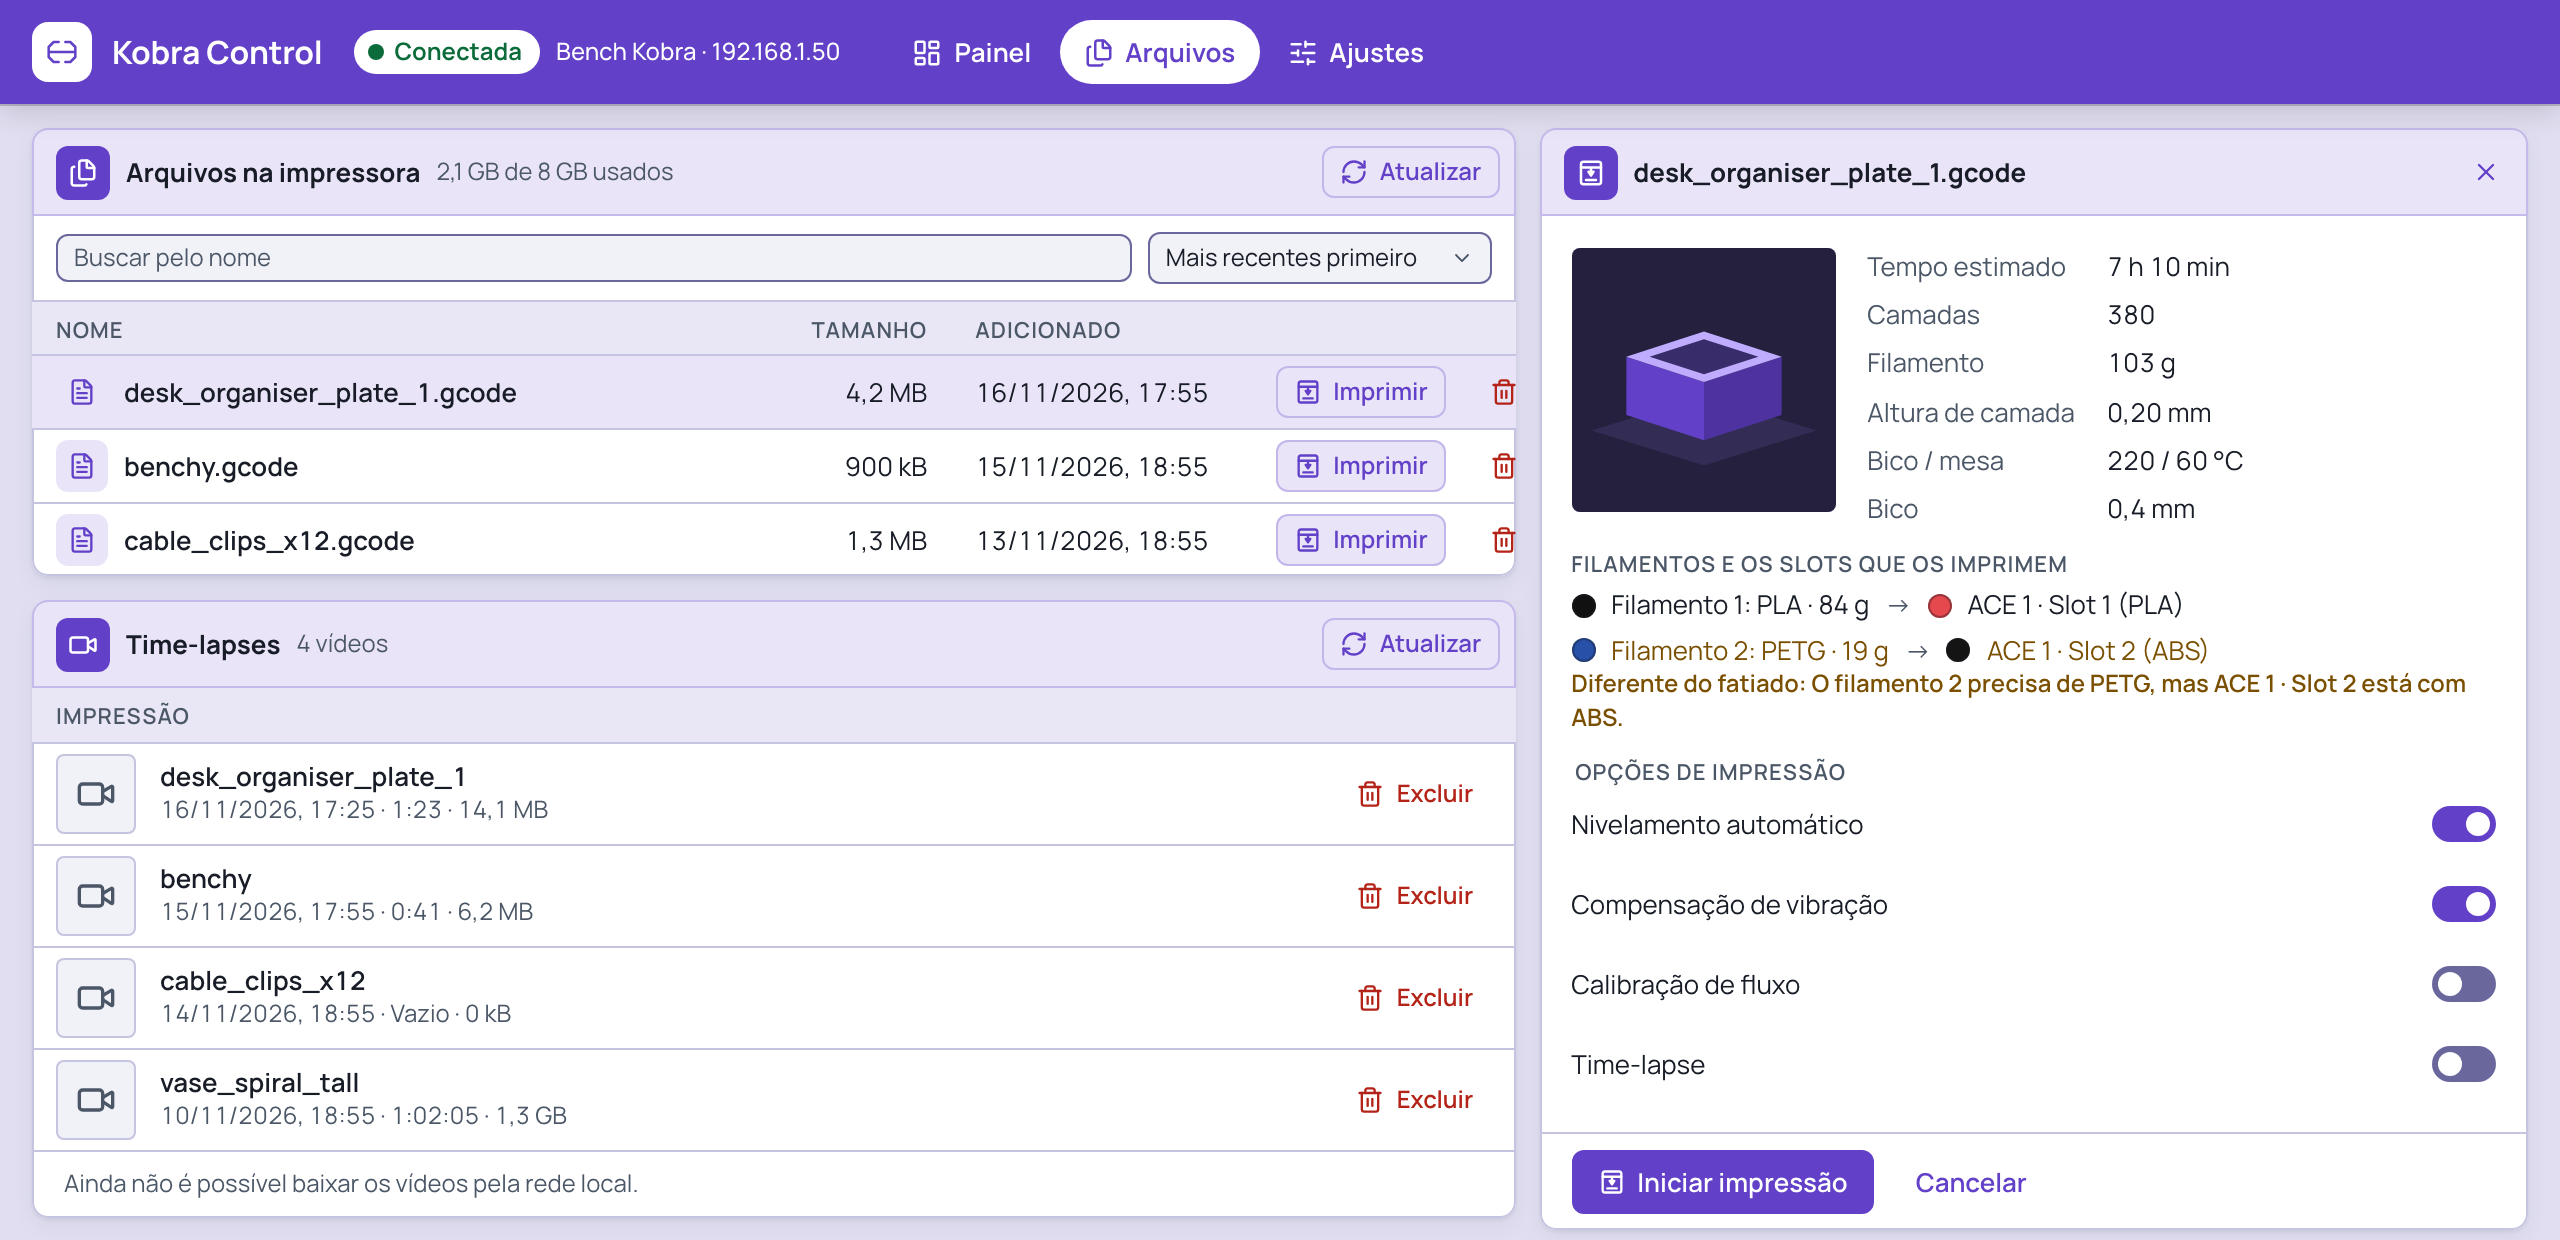 Kobra Control
Conectada
Bench Kobra · 192.168.1.50
Painel
Arquivos
Ajustes
Arquivos na impressora
2,1 GB de 8 GB usados
Atualizar
Buscar pelo nome
Mais recentes primeiro
NOME TAMANHO ADICIONADO
desk_organiser_plate_1.gcode 4,2 MB 16/11/2026, 17:55 Imprimir
benchy.gcode 900 kB 15/11/2026, 18:55 Imprimir
cable_clips_x12.gcode 1,3 MB 13/11/2026, 18:55 Imprimir
Time-lapses
4 vídeos
Atualizar
IMPRESSÃO
desk_organiser_plate_1
16/11/2026, 17:25 · 1:23 · 14,1 MB
Excluir
benchy
15/11/2026, 17:55 · 0:41 · 6,2 MB
Excluir
cable_clips_x12
14/11/2026, 18:55 · Vazio · 0 kB
Excluir
vase_spiral_tall
10/11/2026, 18:55 · 1:02:05 · 1,3 GB
Excluir
Ainda não é possível baixar os vídeos pela rede local.
desk_organiser_plate_1.gcode
Tempo estimado 7 h 10 min
Camadas 380
Filamento 103 g
Altura de camada 0,20 mm
Bico / mesa 220 / 60 °C
Bico 0,4 mm
FILAMENTOS E OS SLOTS QUE OS IMPRIMEM
Filamento 1: PLA · 84 g → ACE 1 · Slot 1 (PLA)
Filamento 2: PETG · 19 g → ACE 1 · Slot 2 (ABS)
Diferente do fatiado: O filamento 2 precisa de PETG, mas ACE 1 · Slot 2 está com
ABS.
OPÇÕES DE IMPRESSÃO
Nivelamento automático
Compensação de vibração
Calibração de fluxo
Time-lapse
Iniciar impressão
Cancelar